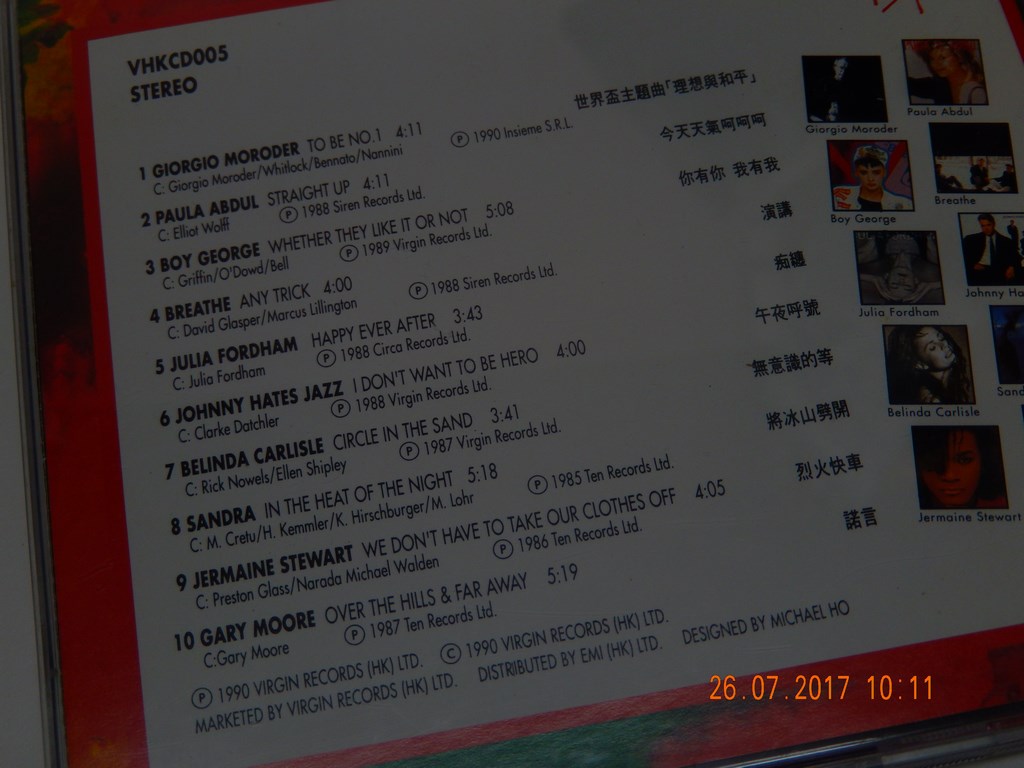 VHKCD005
STEREO
1 GIORGIO MORODER TO BE NO.1 4:11
C: Giorgio Moroder/Whitlock/Bennato/Nannini
Ⓟ 1990 Insieme S.R.L.
世界盃主題曲「理想與和平」
2 PAULA ABDUL STRAIGHT UP 4:11
C: Elliot Wolff
Ⓟ 1988 Siren Records Ltd.
今天天氣呵呵呵
3 BOY GEORGE WHETHER THEY LIKE IT OR NOT 5:08
C: Griffin/O'Dowd/Bell
Ⓟ 1989 Virgin Records Ltd.
你有你 我有我
4 BREATHE ANY TRICK 4:00
C: David Glasper/Marcus Lillington
Ⓟ 1988 Siren Records Ltd.
演講
5 JULIA FORDHAM HAPPY EVER AFTER 3:43
C: Julia Fordham
Ⓟ 1988 Circa Records Ltd.
痴纏
6 JOHNNY HATES JAZZ I DON'T WANT TO BE HERO 4:00
C: Clarke Datchler
Ⓟ 1988 Virgin Records Ltd.
午夜呼號
7 BELINDA CARLISLE CIRCLE IN THE SAND 3:41
C: Rick Nowels/Ellen Shipley
Ⓟ 1987 Virgin Records Ltd.
無意識的等
8 SANDRA IN THE HEAT OF THE NIGHT 5:18
C: M. Cretu/H. Kemmler/K. Hirschburger/M. Lohr
Ⓟ 1985 Ten Records Ltd.
將冰山劈開
9 JERMAINE STEWART WE DON'T HAVE TO TAKE OUR CLOTHES OFF 4:05
C: Preston Glass/Narada Michael Walden
Ⓟ 1986 Ten Records Ltd.
烈火快車
10 GARY MOORE OVER THE HILLS & FAR AWAY 5:19
C:Gary Moore
Ⓟ 1987 Ten Records Ltd.
諾言
Ⓟ 1990 VIRGIN RECORDS (HK) LTD. Ⓒ 1990 VIRGIN RECORDS (HK) LTD.
MARKETED BY VIRGIN RECORDS (HK) LTD. DISTRIBUTED BY EMI (HK) LTD. DESIGNED BY MICHAEL HO
Giorgio Moroder
Paula Abdul
Boy George
Breathe
Julia Fordham
Johnny Ha
Belinda Carlisle
Sand
Jermaine Stewart
26.07.2017 10:11